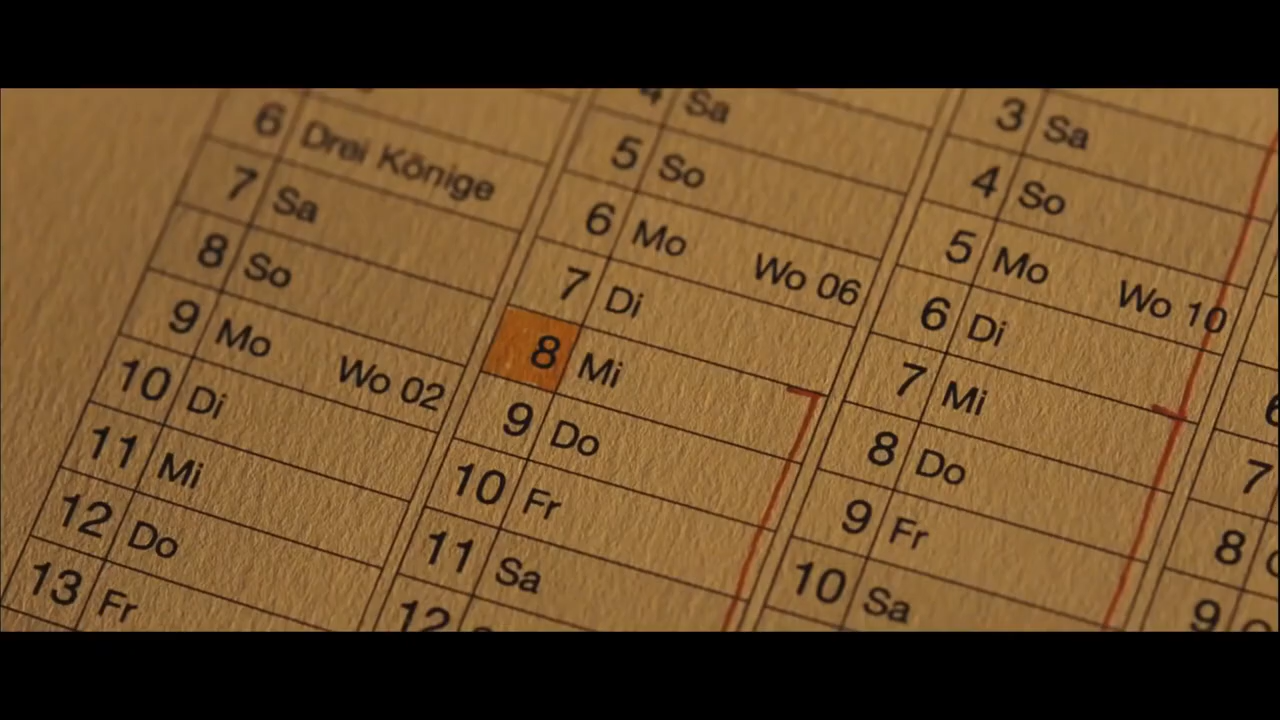 6 Drei Könige
7 Sa
8 So
9 Mo Wo 02
10 Di
11 Mi
12 Do
13 Fr
4 Sa
5 So
6 Mo Wo 06
7 Di
8 Mi
9 Do
10 Fr
11 Sa
12
3 Sa
4 So
5 Mo Wo 10
6 Di
7 Mi
8 Do
9 Fr
10 Sa
6
7
8
9